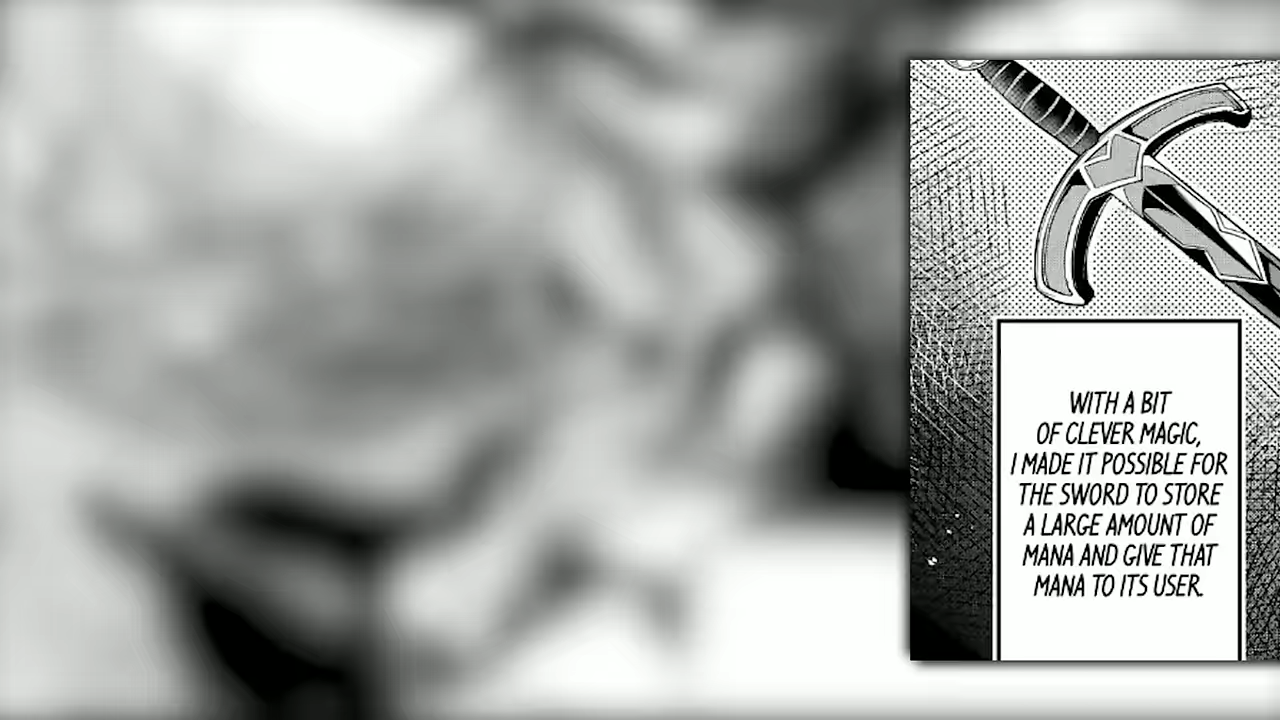 WITH A BIT
OF CLEVER MAGIC,
I MADE IT POSSIBLE FOR
THE SWORD TO STORE
A LARGE AMOUNT OF
MANA AND GIVE THAT
MANA TO ITS USER.